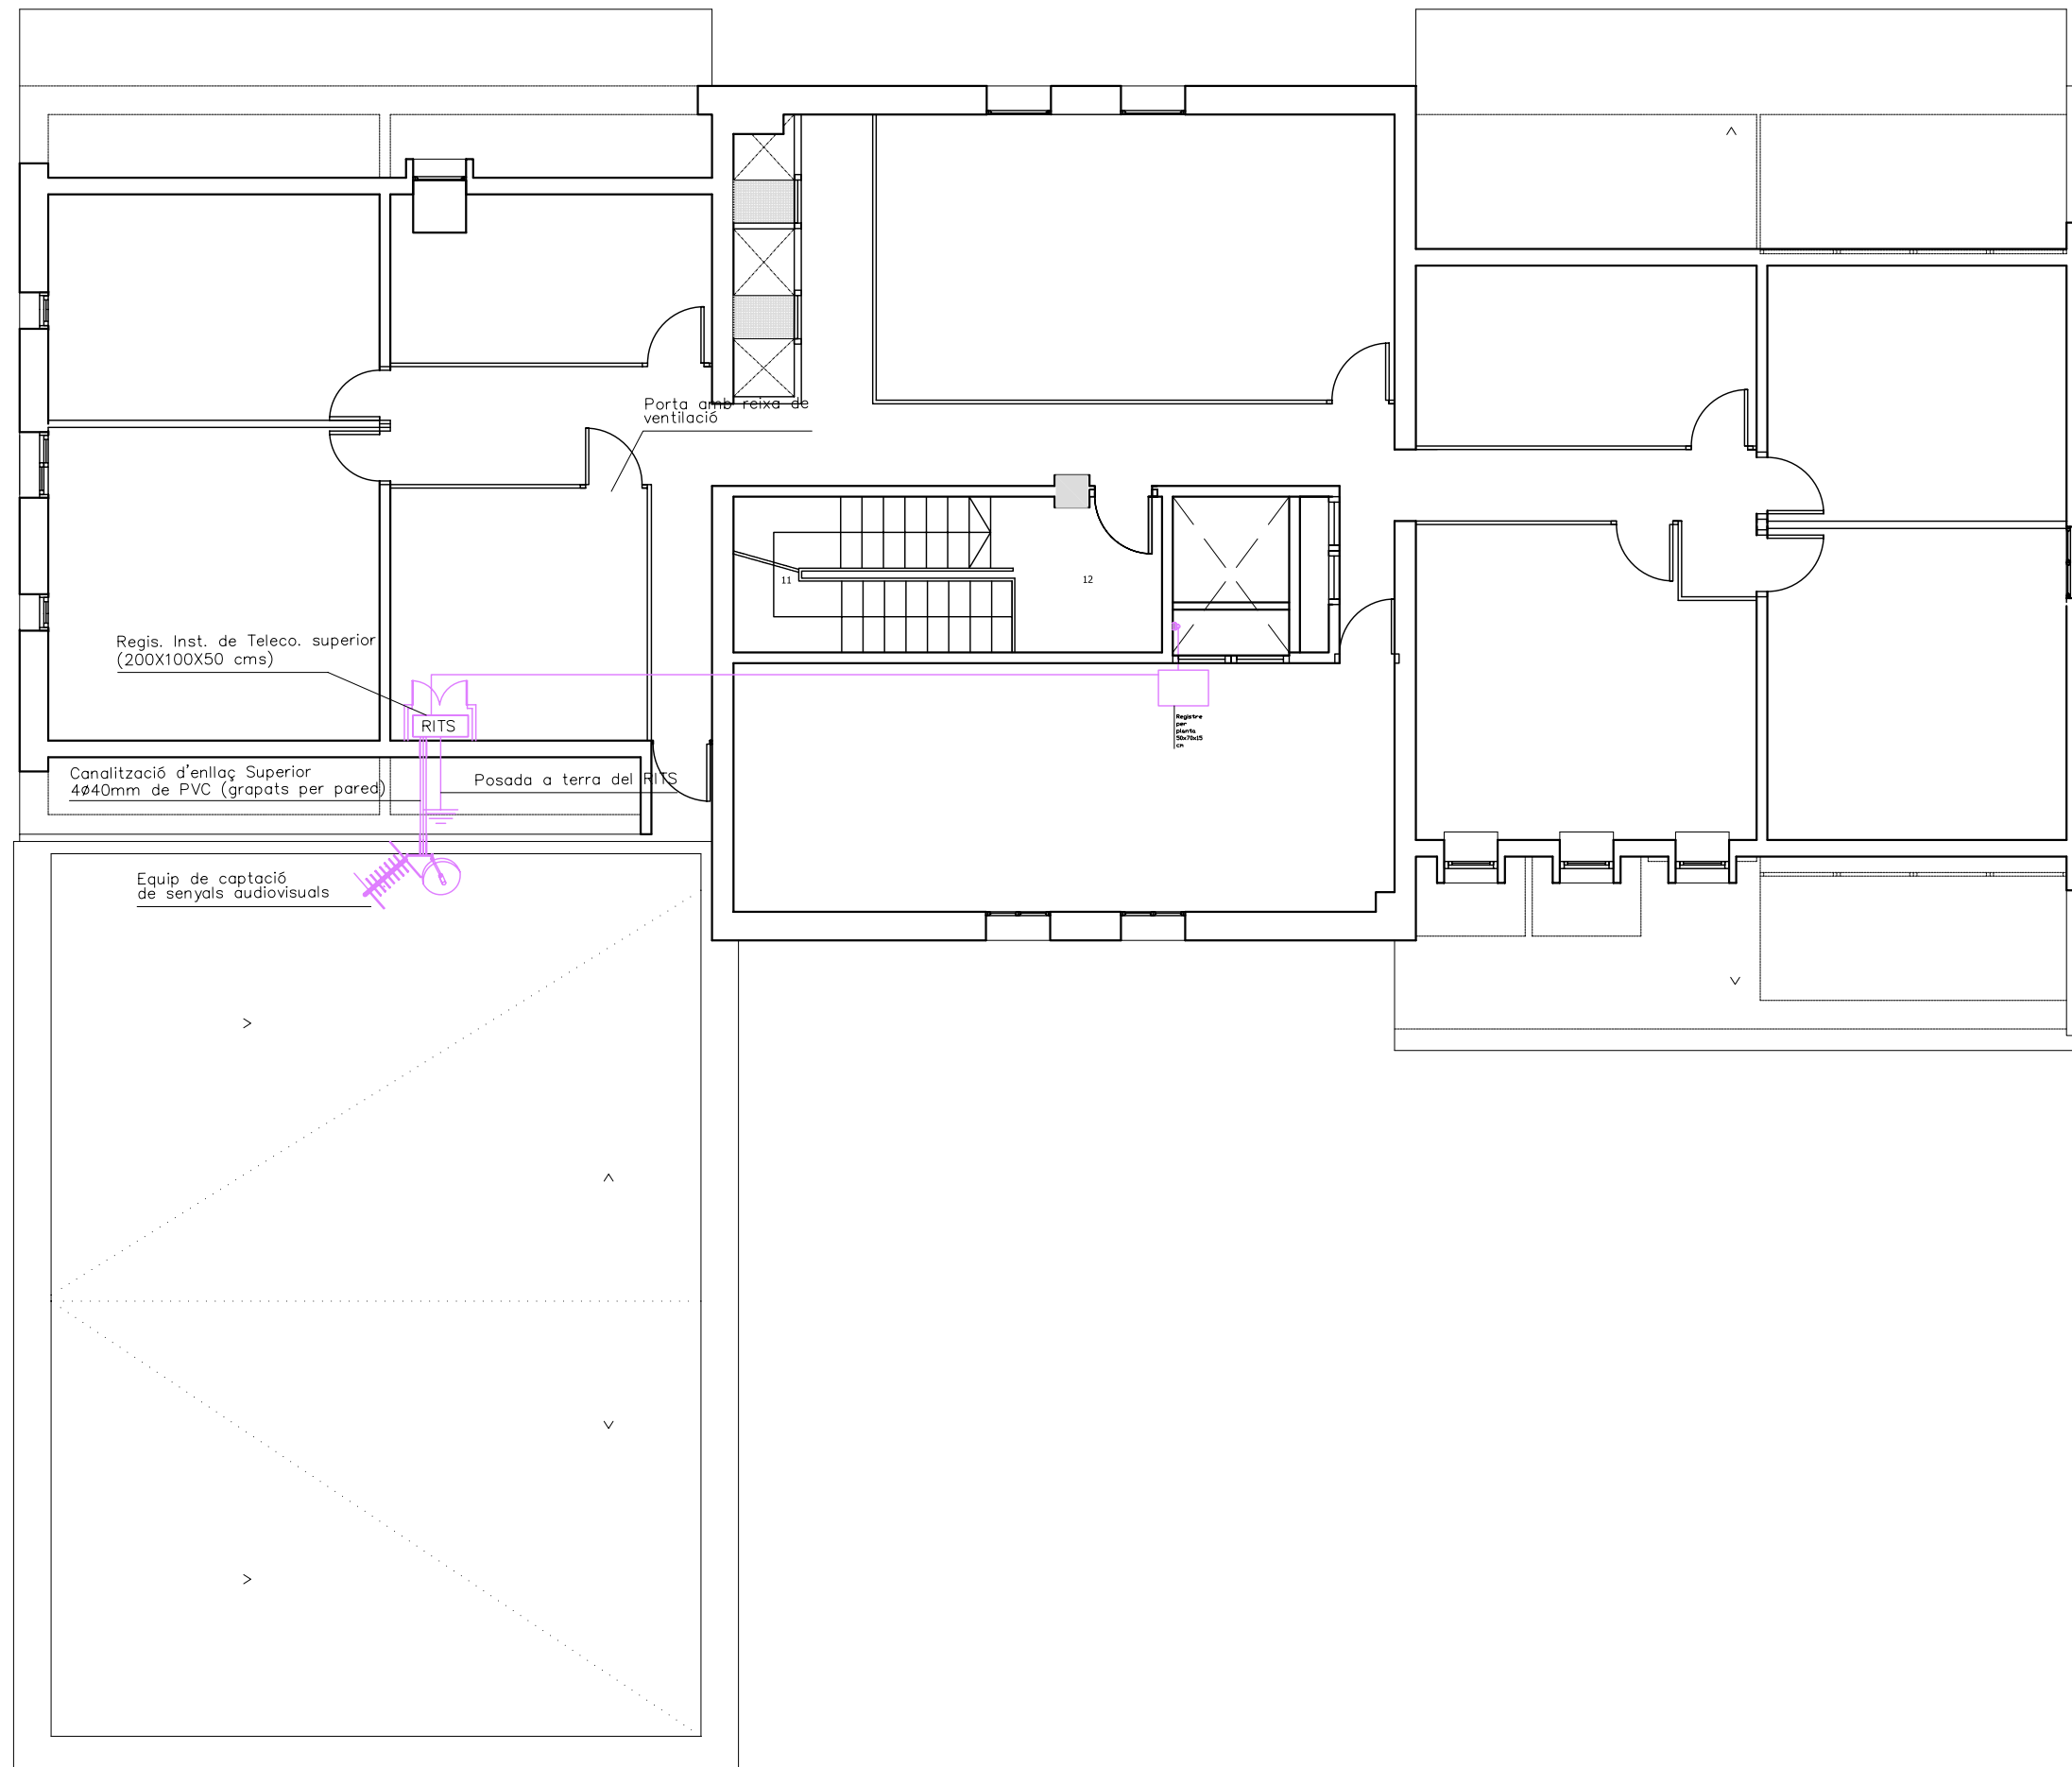 Porta amb reixa de
ventilació
11
12
Regis. Inst. de Teleco. superior
(200X100X50 cms)
RITS
Registre
per
planta
50x70x15
cm
Canalització d'enllaç Superior
4ø40mm de PVC (grapats per pared)
Posada a terra del RITS
Equip de captació
de senyals audiovisuals